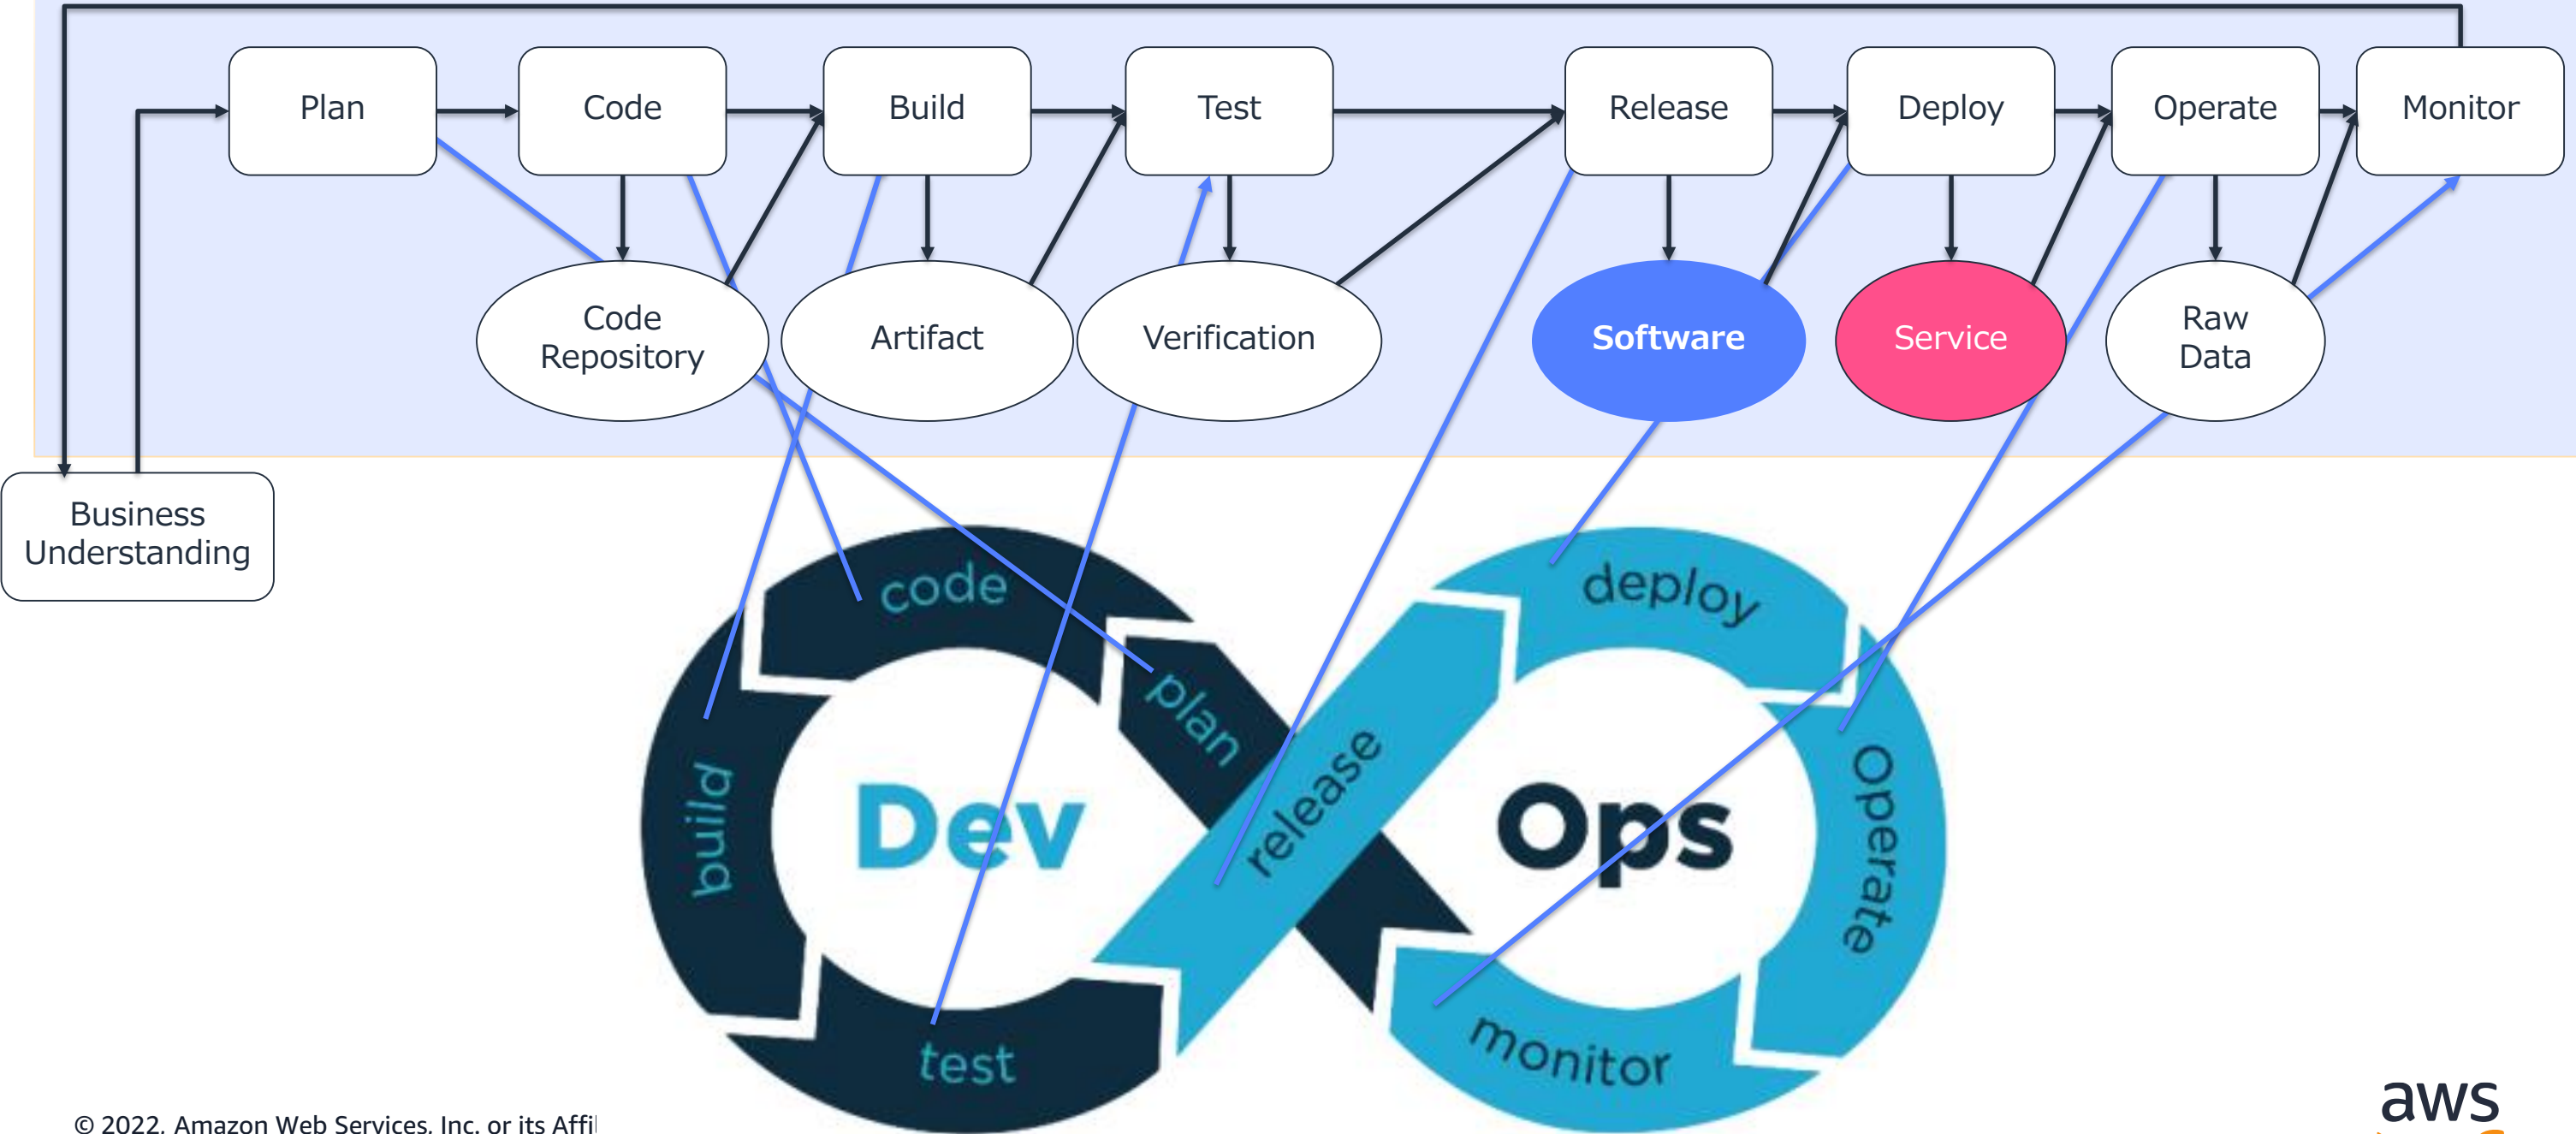 Plan
Code
Build
Test
Release
Deploy
Operate
Monitor
Code
Repository
Artifact
Verification
Software
Service
Raw
Data
Business
Understanding
code
plan
build
test
Dev
release
deploy
Operate
monitor
Ops
© 2022, Amazon Web Services, Inc. or its Affil
aws